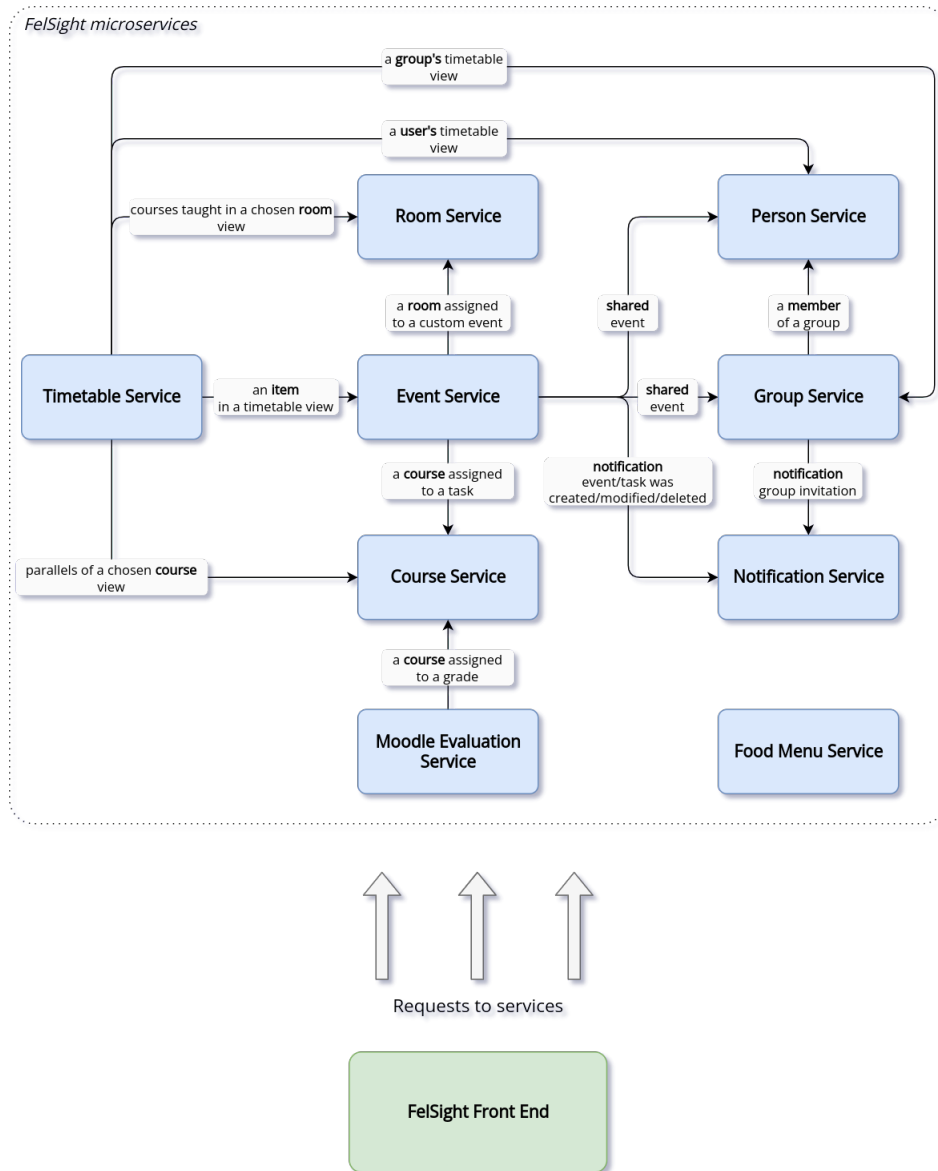 FelSight microservices
a group's timetable
view
a user's timetable
view
courses taught in a chosen room
view
Room Service
Person Service
a room assigned
to a custom event
shared
event
a member
of a group
Timetable Service
an item
in a timetable view
Event Service
shared
event
Group Service
a course assigned
to a task
notification
event/task was
created/modified/deleted
notification
group invitation
parallels of a chosen course
view
Course Service
Notification Service
a course assigned
to a grade
Moodle Evaluation
Service
Food Menu Service
Requests to services
FelSight Front End